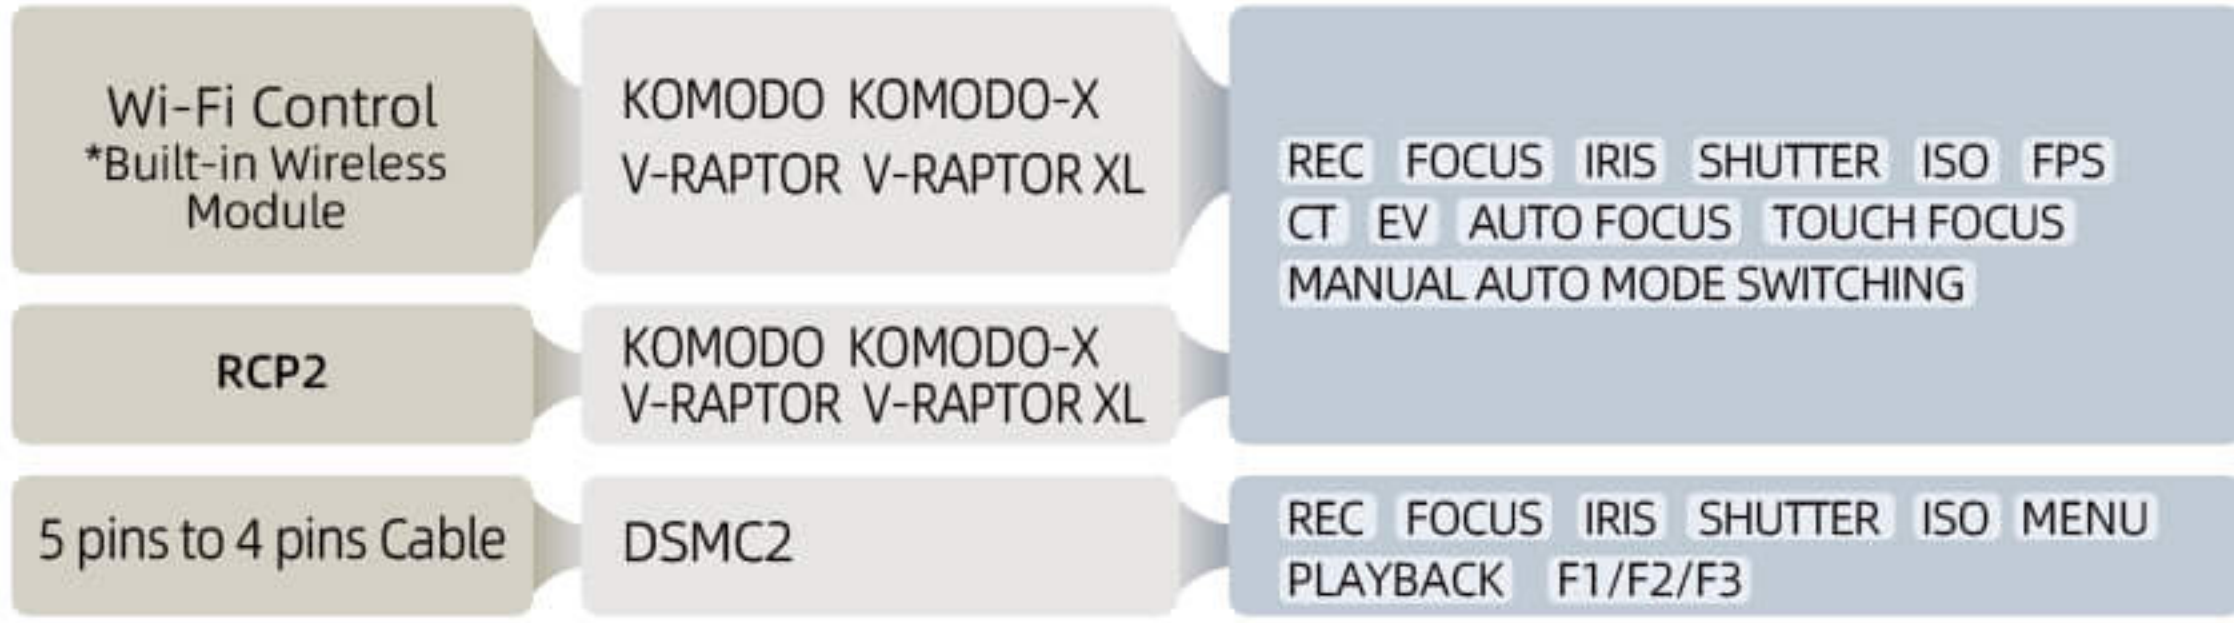 Wi-Fi Control
*Built-in Wireless
Module
KOMODO KOMODO-X
V-RAPTOR V-RAPTOR XL
REC FOCUS IRIS SHUTTER ISO FPS
CT EV AUTO FOCUS TOUCH FOCUS
MANUAL AUTO MODE SWITCHING
RCP2
KOMODO KOMODO-X
V-RAPTOR V-RAPTOR XL
5 pins to 4 pins Cable
DSMC2
REC FOCUS IRIS SHUTTER ISO MENU
PLAYBACK F1/F2/F3